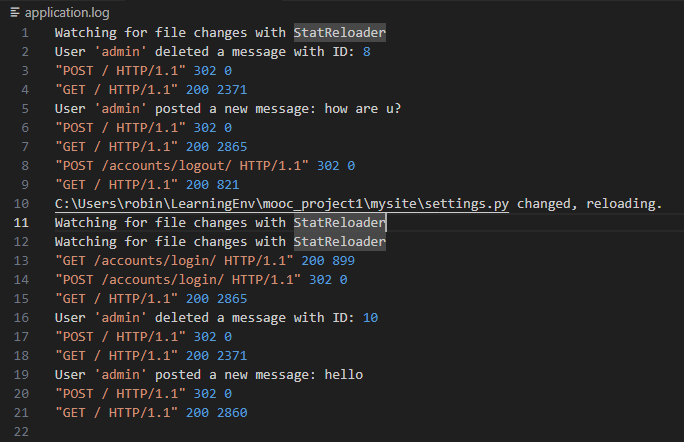 application.log
1 Watching for file changes with StatReloader
2 User 'admin' deleted a message with ID: 8
3 "POST / HTTP/1.1" 302 0
4 "GET / HTTP/1.1" 200 2371
5 User 'admin' posted a new message: how are u?
6 "POST / HTTP/1.1" 302 0
7 "GET / HTTP/1.1" 200 2865
8 "POST /accounts/logout/ HTTP/1.1" 302 0
9 "GET / HTTP/1.1" 200 821
10 C:\Users\robin\LearningEnv\mooc_project1\mysite\settings.py changed, reloading.
11 Watching for file changes with StatReloader
12 Watching for file changes with StatReloader
13 "GET /accounts/login/ HTTP/1.1" 200 899
14 "POST /accounts/login/ HTTP/1.1" 302 0
15 "GET / HTTP/1.1" 200 2865
16 User 'admin' deleted a message with ID: 10
17 "POST / HTTP/1.1" 302 0
18 "GET / HTTP/1.1" 200 2371
19 User 'admin' posted a new message: hello
20 "POST / HTTP/1.1" 302 0
21 "GET / HTTP/1.1" 200 2860
22